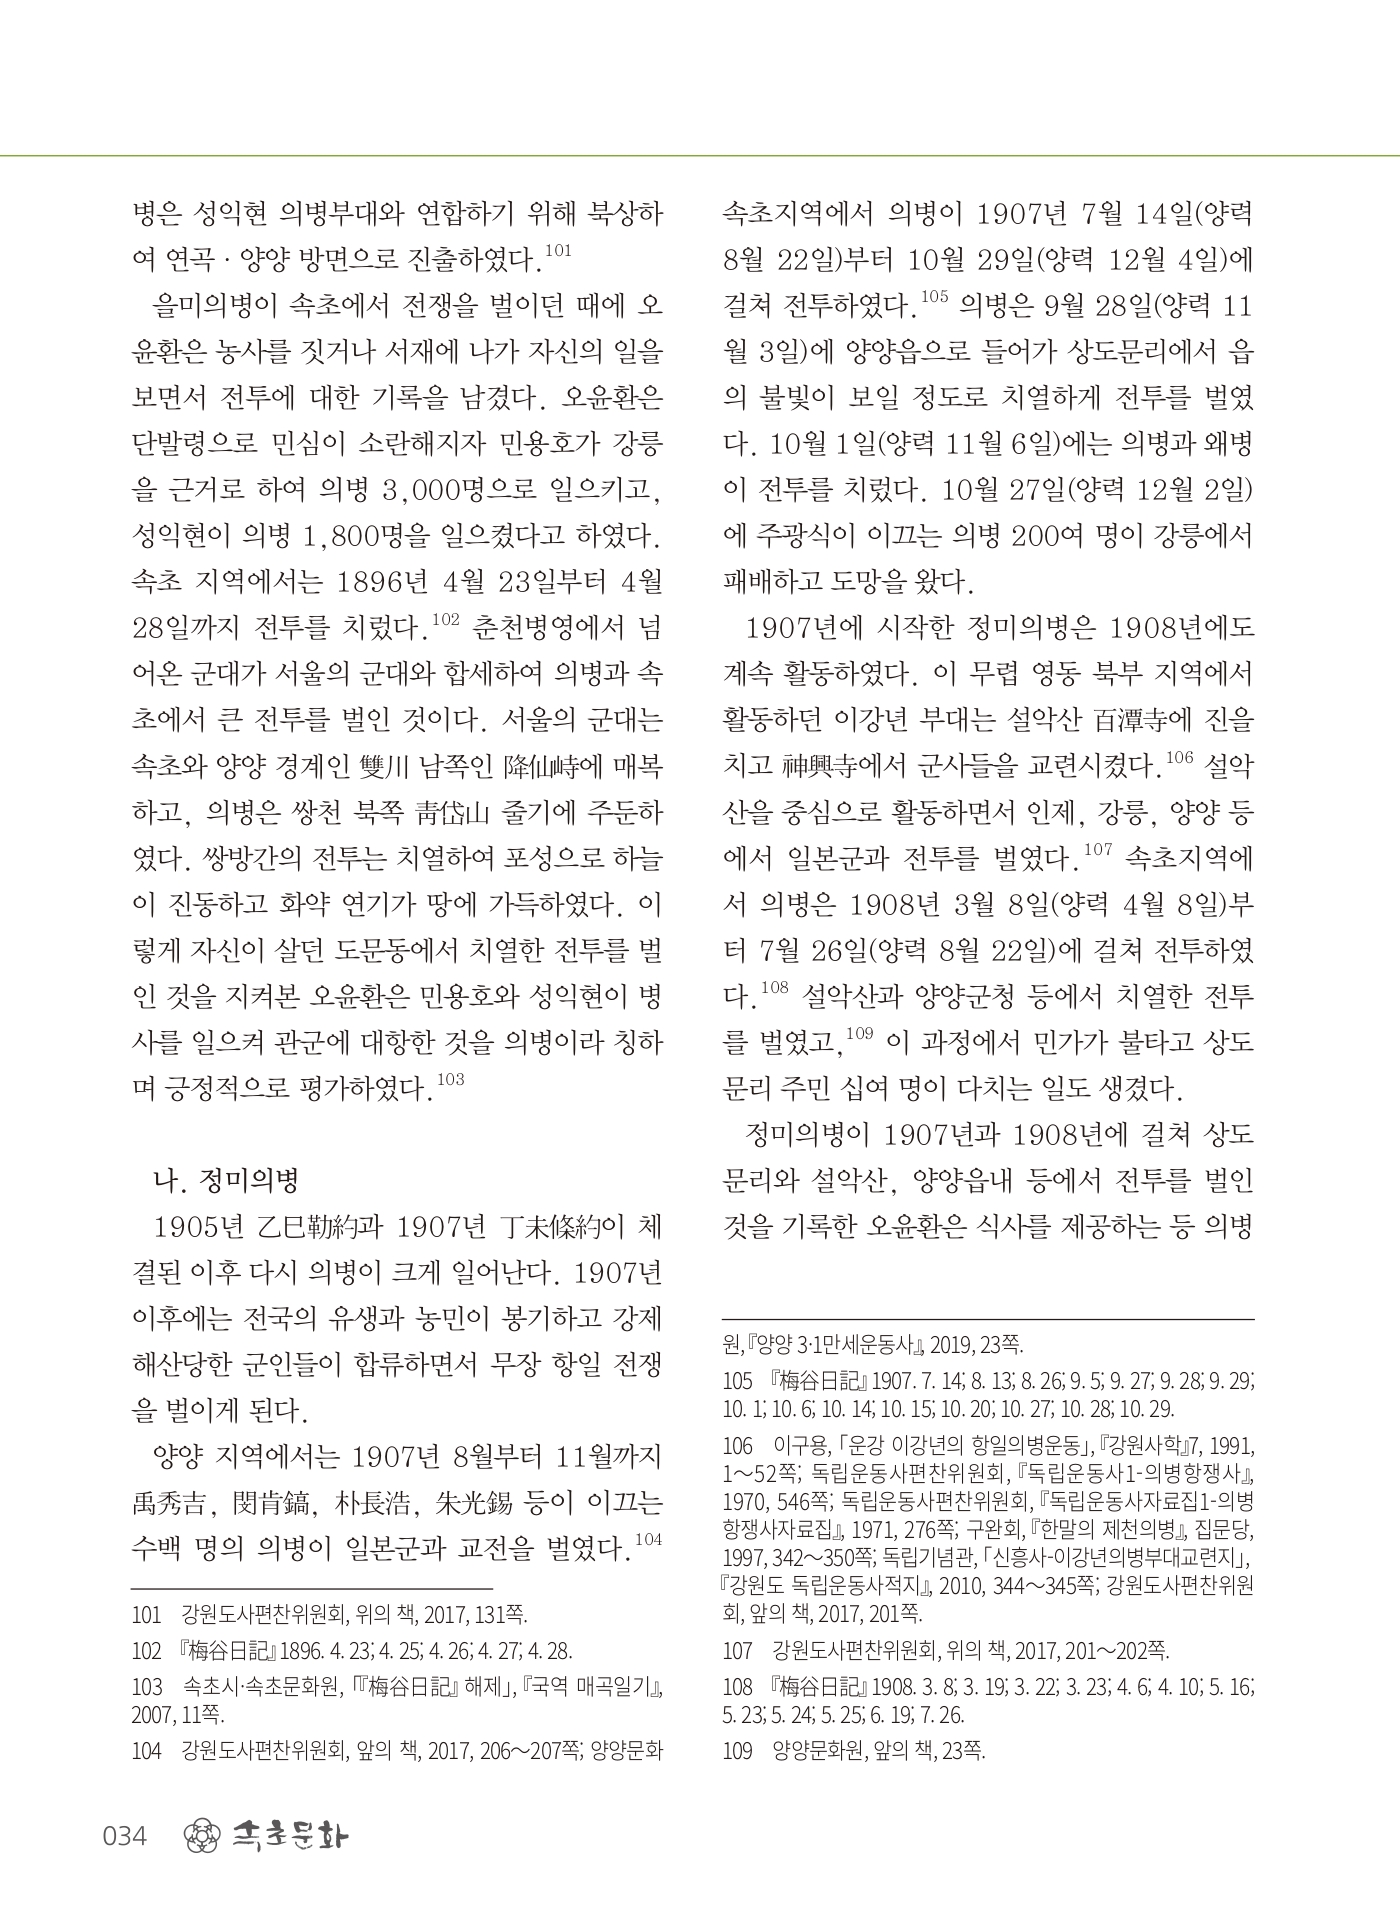 병은 성익현 의병부대와 연합하기 위해 북상하
여 연곡 · 양양 방면으로 진출하였다.101
을미의병이 속초에서 전쟁을 벌이던 때에 오
윤환은 농사를 짓거나 서재에 나가 자신의 일을
보면서 전투에 대한 기록을 남겼다. 오윤환은
단발령으로 민심이 소란해지자 민용호가 강릉
을 근거로 하여 의병 3,000명으로 일으키고,
성익현이 의병 1,800명을 일으켰다고 하였다.
속초 지역에서는 1896년 4월 23일부터 4월
28일까지 전투를 치렀다.102 춘천병영에서 넘
어온 군대가 서울의 군대와 합세하여 의병과 속
초에서 큰 전투를 벌인 것이다. 서울의 군대는
속초와 양양 경계인 雙川 남쪽인 降仙峙에 매복
하고, 의병은 쌍천 북쪽 靑岱山 줄기에 주둔하
였다. 쌍방간의 전투는 치열하여 포성으로 하늘
이 진동하고 화약 연기가 땅에 가득하였다. 이
렇게 자신이 살던 도문동에서 치열한 전투를 벌
인 것을 지켜본 오윤환은 민용호와 성익현이 병
사를 일으켜 관군에 대항한 것을 의병이라 칭하
며 긍정적으로 평가하였다.103
나. 정미의병
1905년 乙巳勒約과 1907년 丁未條約이 체
결된 이후 다시 의병이 크게 일어난다. 1907년
이후에는 전국의 유생과 농민이 봉기하고 강제
해산당한 군인들이 합류하면서 무장 항일 전쟁
을 벌이게 된다.
양양 지역에서는 1907년 8월부터 11월까지
禹秀吉, 閔肯鎬, 朴長浩, 朱光錫 등이 이끄는
수백 명의 의병이 일본군과 교전을 벌였다.104
101 강원도사편찬위원회, 위의 책, 2017, 131쪽.
102 『梅谷日記』 1896. 4. 23; 4. 25; 4. 26; 4. 27; 4. 28.
103 속초시·속초문화원, 「『梅谷日記』 해제」, 『국역 매곡일기』,
2007, 11쪽.
104 강원도사편찬위원회, 앞의 책, 2017, 206～207쪽; 양양문화
속초지역에서 의병이 1907년 7월 14일(양력
8월 22일)부터 10월 29일(양력 12월 4일)에
걸쳐 전투하였다.105 의병은 9월 28일(양력 11
월 3일)에 양양읍으로 들어가 상도문리에서 읍
의 불빛이 보일 정도로 치열하게 전투를 벌였
다. 10월 1일(양력 11월 6일)에는 의병과 왜병
이 전투를 치렀다. 10월 27일(양력 12월 2일)
에 주광식이 이끄는 의병 200여 명이 강릉에서
패배하고 도망을 왔다.
1907년에 시작한 정미의병은 1908년에도
계속 활동하였다. 이 무렵 영동 북부 지역에서
활동하던 이강년 부대는 설악산 百潭寺에 진을
치고 神興寺에서 군사들을 교련시켰다.106 설악
산을 중심으로 활동하면서 인제, 강릉, 양양 등
에서 일본군과 전투를 벌였다.107 속초지역에
서 의병은 1908년 3월 8일(양력 4월 8일)부
터 7월 26일(양력 8월 22일)에 걸쳐 전투하였
다.108 설악산과 양양군청 등에서 치열한 전투
를 벌였고,109 이 과정에서 민가가 불타고 상도
문리 주민 십여 명이 다치는 일도 생겼다.
정미의병이 1907년과 1908년에 걸쳐 상도
문리와 설악산, 양양읍내 등에서 전투를 벌인
것을 기록한 오윤환은 식사를 제공하는 등 의병
원, 『양양 3·1만세운동사』, 2019, 23쪽.
105 『梅谷日記』 1907. 7. 14; 8. 13; 8. 26; 9. 5; 9. 27; 9. 28; 9. 29;
10. 1; 10. 6; 10. 14; 10. 15; 10. 20; 10. 27; 10. 28; 10. 29.
106 이구용, 「운강 이강년의 항일의병운동」, 『강원사학』7, 1991,
1～52쪽; 독립운동사편찬위원회, 『독립운동사1-의병항쟁사』,
1970, 546쪽; 독립운동사편찬위원회, 『독립운동사자료집1-의병
항쟁사자료집』, 1971, 276쪽; 구완회, 『한말의 제천의병』, 집문당,
1997, 342～350쪽; 독립기념관, 「신흥사-이강년의병부대교련지」,
『강원도 독립운동사적지』, 2010, 344～345쪽; 강원도사편찬위원
회, 앞의 책, 2017, 201쪽.
107 강원도사편찬위원회, 위의 책, 2017, 201～202쪽.
108 『梅谷日記』 1908. 3. 8; 3. 19; 3. 22; 3. 23; 4. 6; 4. 10; 5. 16;
5. 23; 5. 24; 5. 25; 6. 19; 7. 26.
109 양양문화원, 앞의 책, 23쪽.
034 속초문화